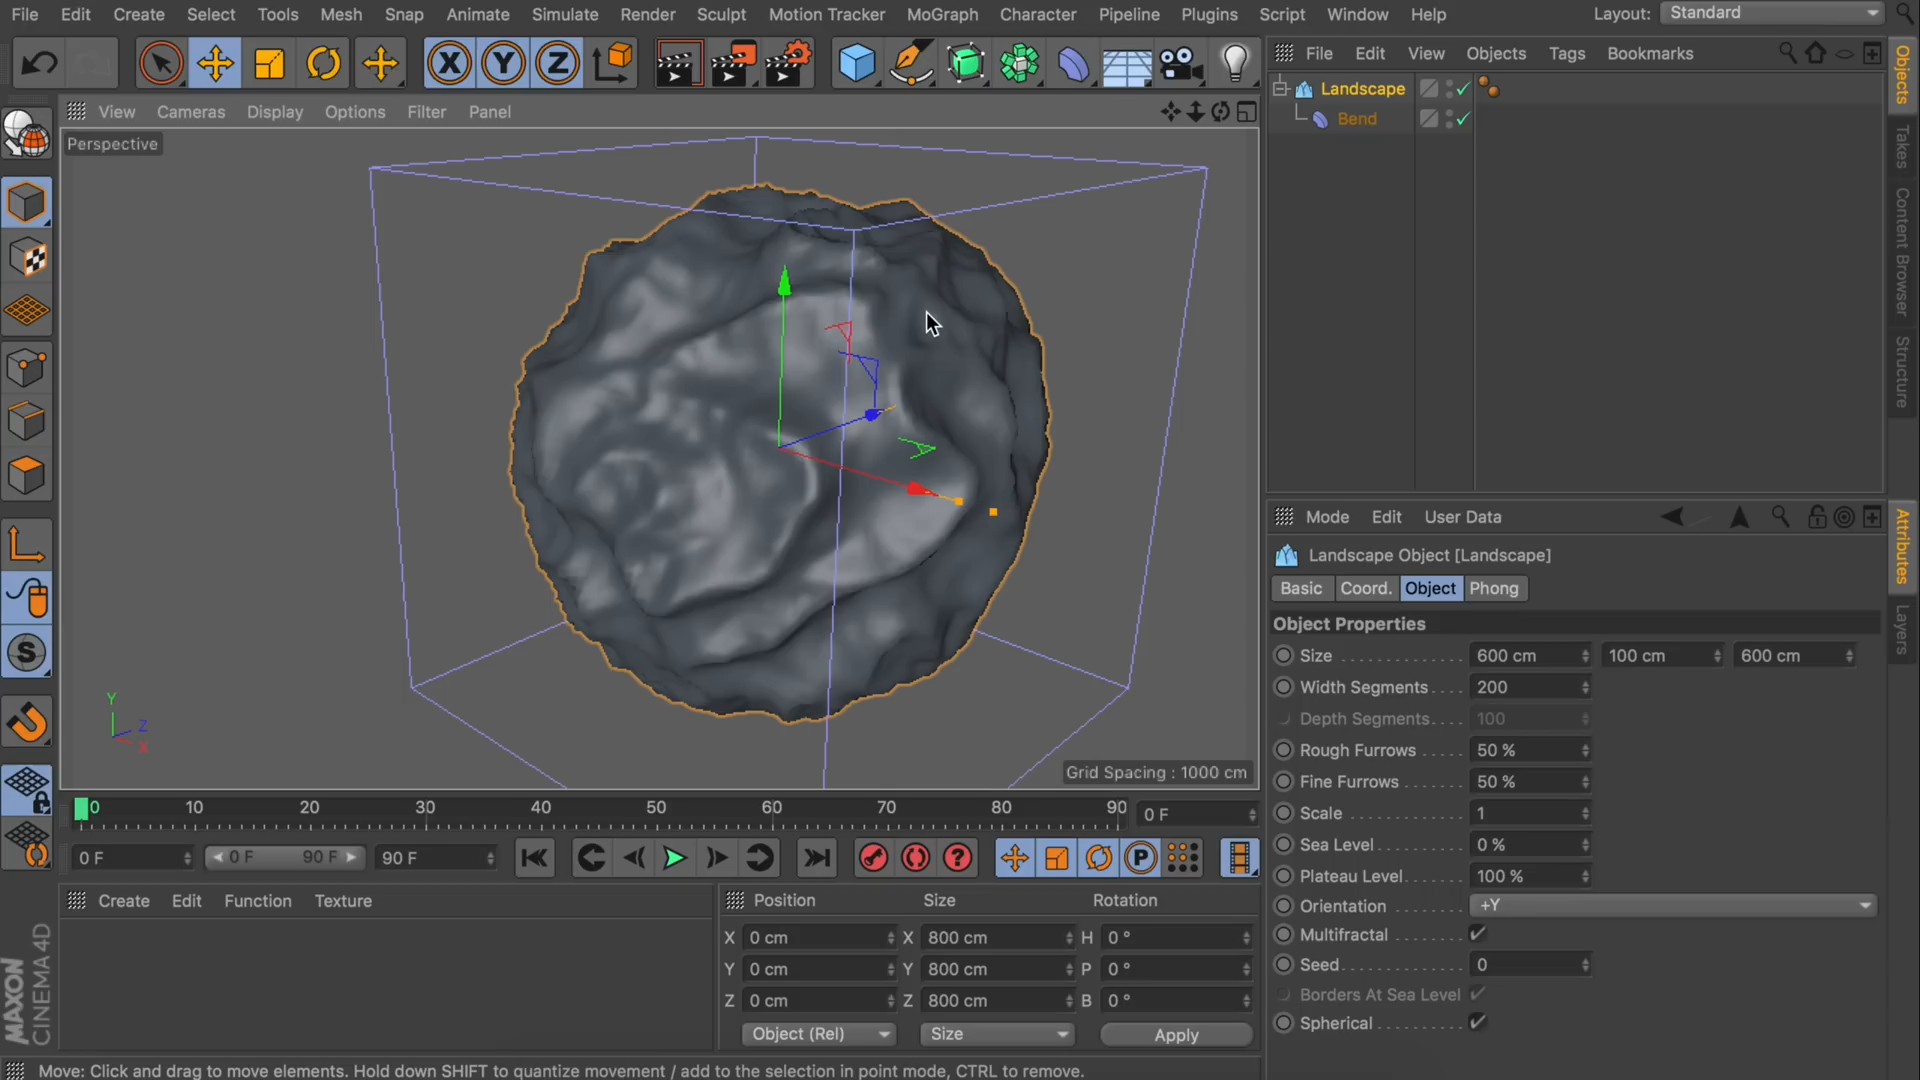 File Edit Create Select Tools Mesh Snap Animate Simulate Render Sculpt Motion Tracker MoGraph Character Pipeline Plugins Script Window Help Layout: Standard
X Y Z
File Edit View Objects Tags Bookmarks
View Cameras Display Options Filter Panel
Perspective
Landscape
Bend
Objects
Takes
Content Browser
Structure
Y
Z
X
S
Grid Spacing : 1000 cm
Mode Edit User Data
Landscape Object [Landscape]
Basic Coord. Object Phong
Object Properties
Size 600 cm 100 cm 600 cm
Width Segments 200
Depth Segments 100
Rough Furrows 50 %
Fine Furrows 50 %
Scale 1
Sea Level 0 %
Plateau Level 100 %
Orientation +Y
Multifractal
Seed 0
Borders At Sea Level
Spherical
Attributes
Layers
0 10 20 30 40 50 60 70 80 90 0 F
0 F 0 F 90 F 90 F ? P
Create Edit Function Texture
Position Size Rotation
X 0 cm X 800 cm H 0 °
Y 0 cm Y 800 cm P 0 °
Z 0 cm Z 800 cm B 0 °
Object (Rel) Size Apply
MAXON
CINEMA 4D
Move: Click and drag to move elements. Hold down SHIFT to quantize movement / add to the selection in point mode, CTRL to remove.